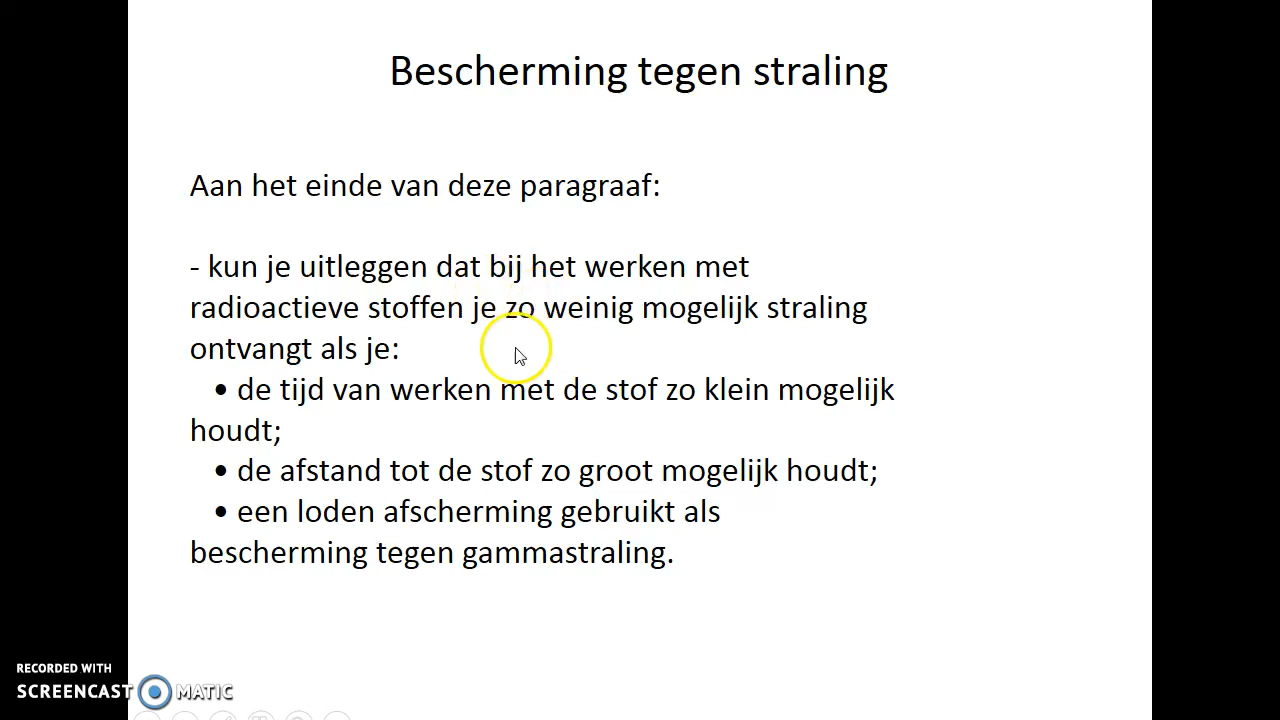 Bescherming tegen straling
Aan het einde van deze paragraaf:
- kun je uitleggen dat bij het werken met
radioactieve stoffen je zo weinig mogelijk straling
ontvangt als je:
• de tijd van werken met de stof zo klein mogelijk
houdt;
• de afstand tot de stof zo groot mogelijk houdt;
• een loden afscherming gebruikt als
bescherming tegen gammastraling.
RECORDED WITH
SCREENCAST MATIC